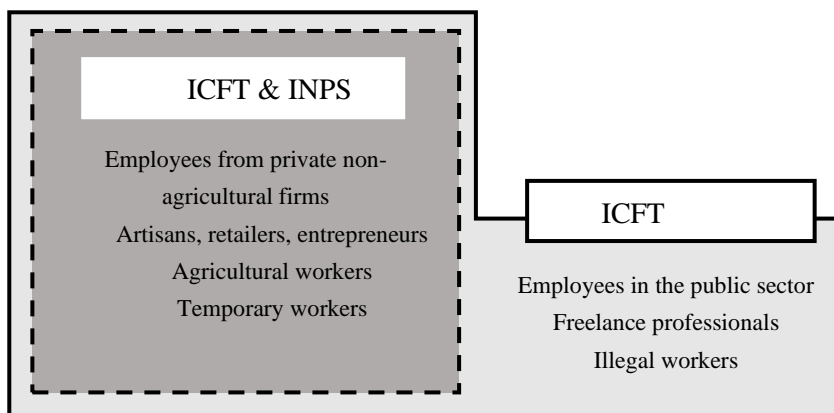 ICFT & INPS
Employees from private non-
agricultural firms
Artisans, retailers, entrepreneurs
Agricultural workers
Temporary workers
ICFT
Employees in the public sector
Freelance professionals
Illegal workers